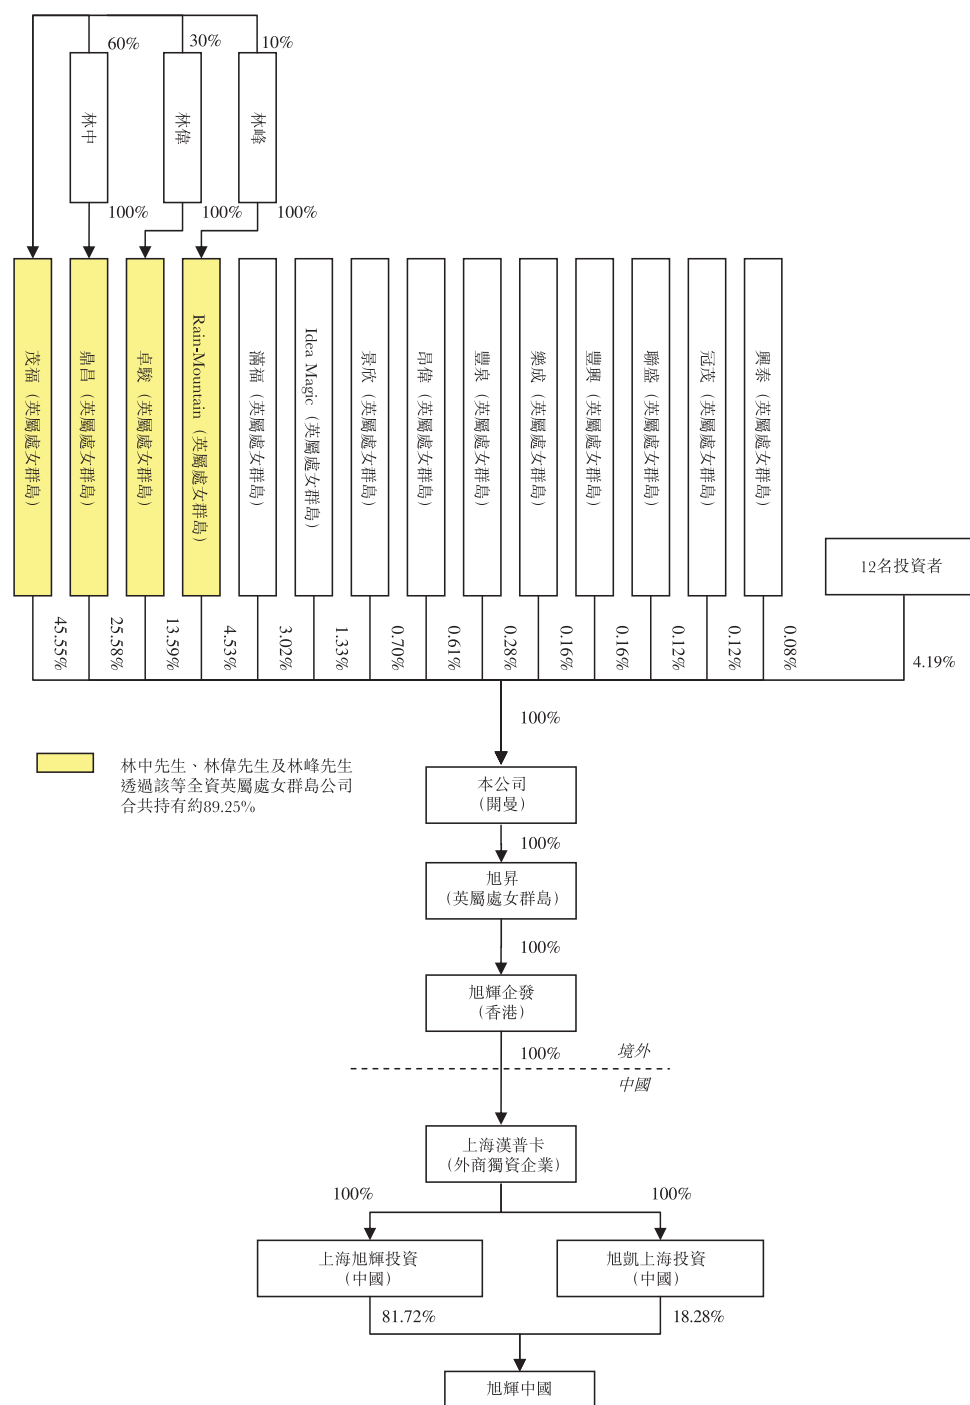 60%
30%
10%
林中
林偉
林峰
100%
100%
100%
茂福（英屬處女群島）
鼎昌（英屬處女群島）
卓駿（英屬處女群島）
Rain-Mountain（英屬處女群島）
滿福（英屬處女群島）
Idea Magic（英屬處女群島）
景欣（英屬處女群島）
昂偉（英屬處女群島）
豐泉（英屬處女群島）
樂成（英屬處女群島）
豐興（英屬處女群島）
聯盛（英屬處女群島）
冠茂（英屬處女群島）
興泰（英屬處女群島）
12名投資者
45.55%
25.58%
13.59%
4.53%
3.02%
1.33%
0.70%
0.61%
0.28%
0.16%
0.16%
0.12%
0.12%
0.08%
4.19%
100%
林中先生、林偉先生及林峰先生
透過該等全資英屬處女群島公司
合共持有約89.25%
本公司
（開曼）
100%
旭昇
（英屬處女群島）
100%
旭輝企發
（香港）
100%
境外
中國
上海漢普卡
（外商獨資企業）
100%
100%
上海旭輝投資
（中國）
旭凱上海投資
（中國）
81.72%
18.28%
旭輝中國